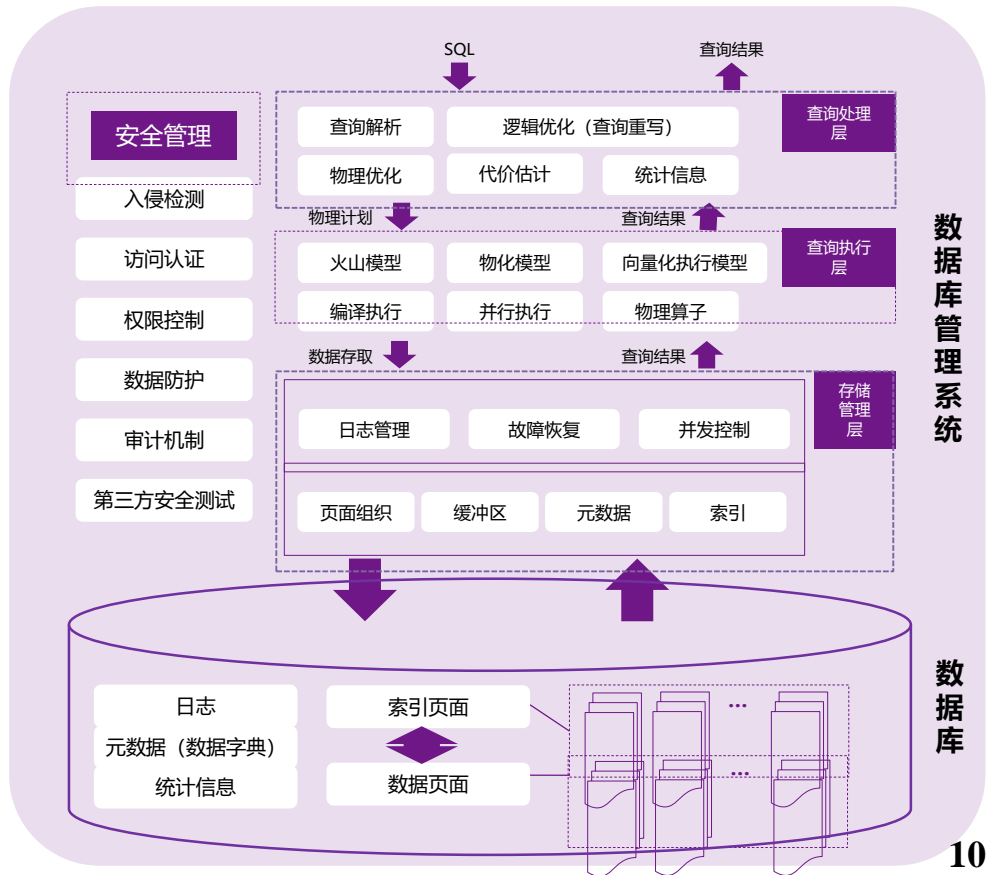 SQL
查询结果
安全管理
入侵检测
访问认证
权限控制
数据防护
审计机制
第三方安全测试
查询处理
层
查询解析
逻辑优化（查询重写）
物理优化
代价估计
统计信息
物理计划
查询结果
查询执行
层
火山模型
物化模型
向量化执行模型
编译执行
并行执行
物理算子
数据存取
查询结果
存储
管理
层
日志管理
故障恢复
并发控制
页面组织
缓冲区
元数据
索引
数据库管理系统
日志
元数据（数据字典）
统计信息
索引页面
数据页面
...
...
数据库
10